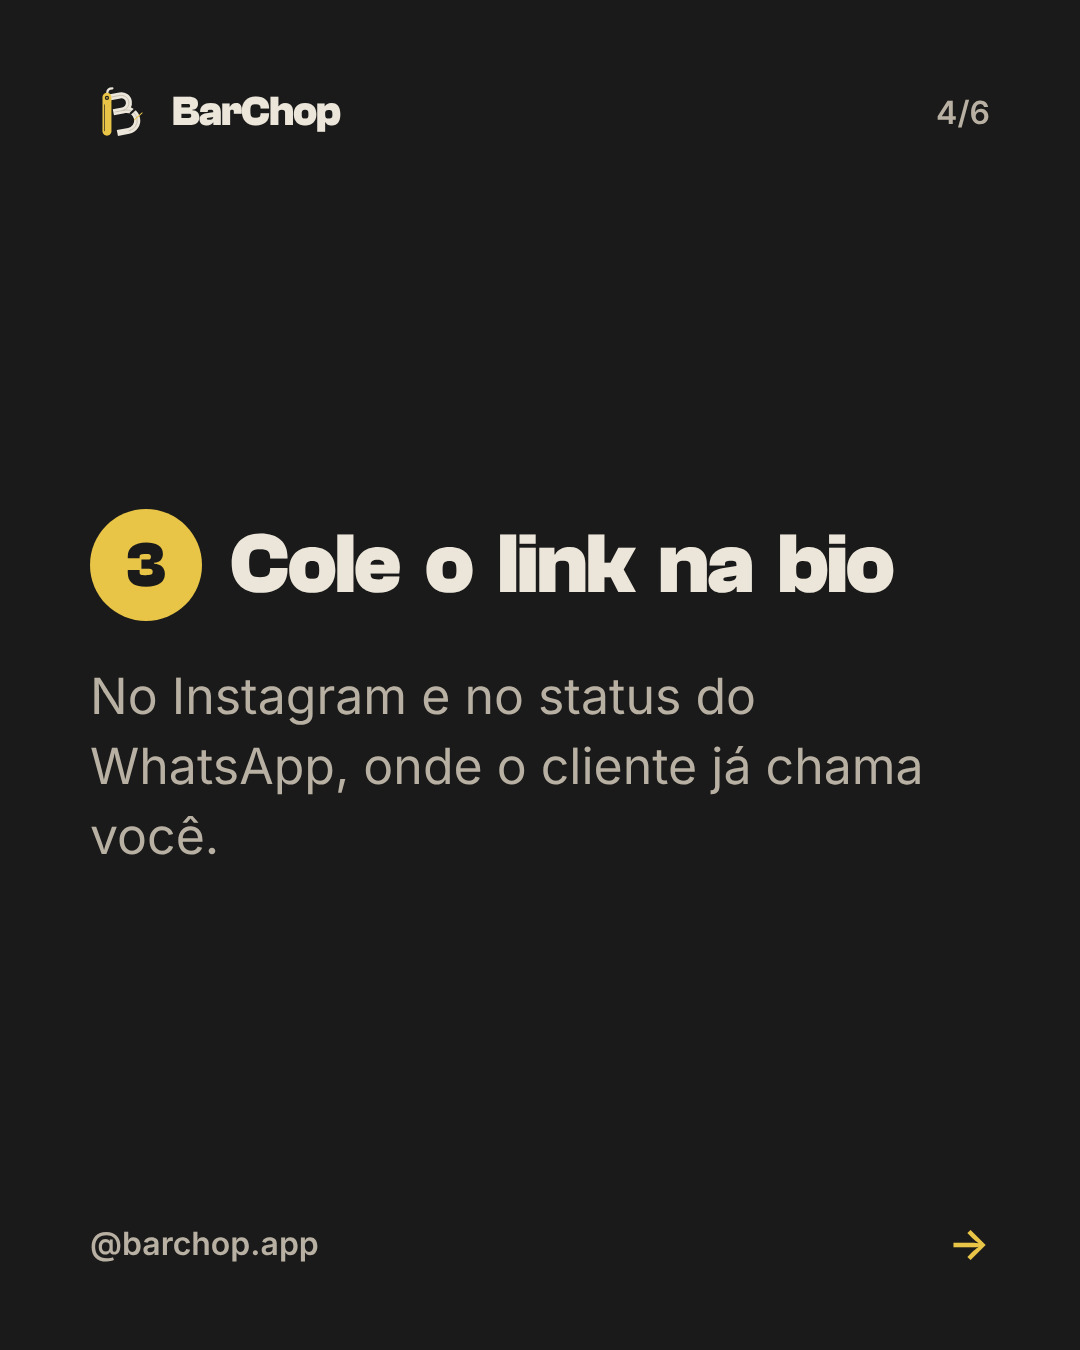 BarChop
4/6
3 Cole o link na bio
No Instagram e no status do
WhatsApp, onde o cliente já chama
você.
@barchop.app
→